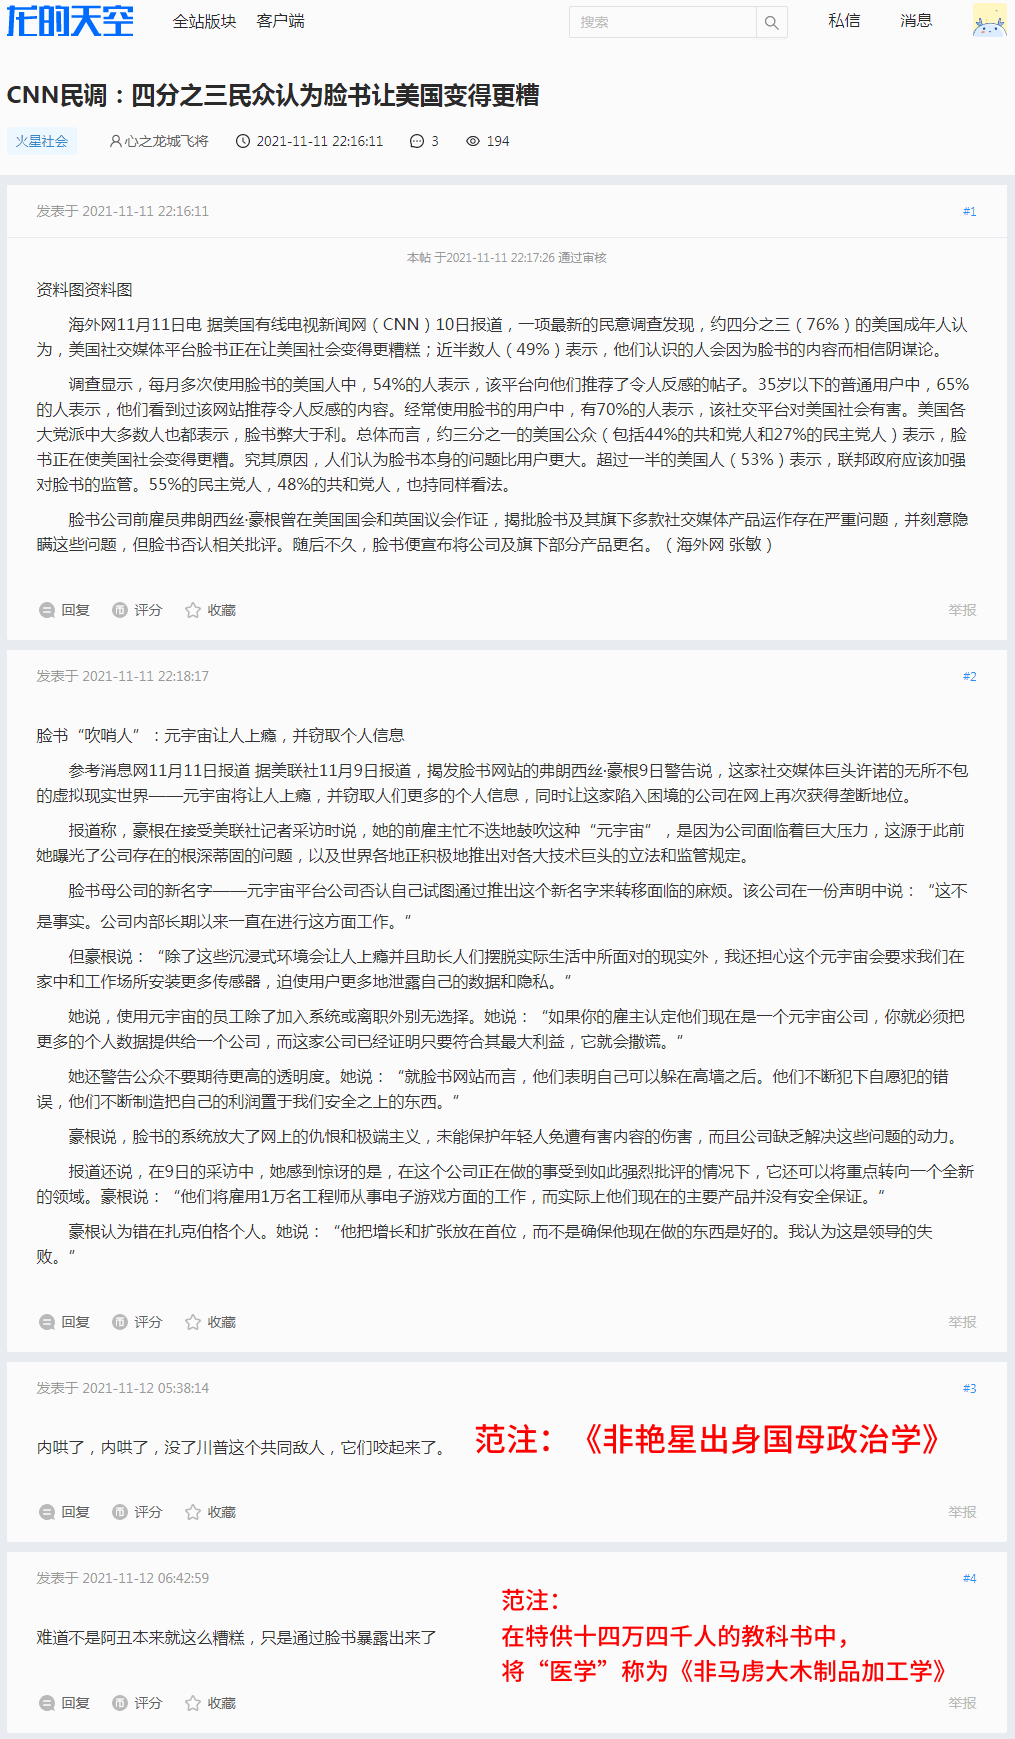 龙的天空 全站版块 客户端 搜索 私信 消息
CNN民调：四分之三民众认为脸书让美国变得更糟
火星社会 心之龙城飞将 2021-11-11 22:16:11 3 194
发表于 2021-11-11 22:16:11 #1
本帖 于2021-11-11 22:17:26 通过审核
资料图资料图
海外网11月11日电 据美国有线电视新闻网（CNN）10日报道，一项最新的民意调查发现，约四分之三（76%）的美国成年人认
为，美国社交媒体平台脸书正在让美国社会变得更糟糕；近半数人（49%）表示，他们认识的人会因为脸书的内容而相信阴谋论。
调查显示，每月多次使用脸书的美国人中，54%的人表示，该平台向他们推荐了令人反感的帖子。35岁以下的普通用户中，65%
的人表示，他们看到过该网站推荐令人反感的内容。经常使用脸书的用户中，有70%的人表示，该社交平台对美国社会有害。美国各
大党派中大多数人也都表示，脸书弊大于利。总体而言，约三分之一的美国公众（包括44%的共和党人和27%的民主党人）表示，脸
书正在使美国社会变得更糟。究其原因，人们认为脸书本身的问题比用户更大。超过一半的美国人（53%）表示，联邦政府应该加强
对脸书的监管。55%的民主党人，48%的共和党人，也持同样看法。
脸书公司前雇员弗朗西丝·豪根曾在美国国会和英国议会作证，揭批脸书及其旗下多款社交媒体产品运作存在严重问题，并刻意隐
瞒这些问题，但脸书否认相关批评。随后不久，脸书便宣布将公司及旗下部分产品更名。（海外网 张敏）
回复 评分 收藏 举报
发表于 2021-11-11 22:18:17 #2
脸书“吹哨人”：元宇宙让人上瘾，并窃取个人信息
参考消息网11月11日报道 据美联社11月9日报道，揭发脸书网站的弗朗西丝·豪根9日警告说，这家社交媒体巨头许诺的无所不包
的虚拟现实世界——元宇宙将让人上瘾，并窃取人们更多的个人信息，同时让这家陷入困境的公司在网上再次获得垄断地位。
报道称，豪根在接受美联社记者采访时说，她的前雇主忙不迭地鼓吹这种“元宇宙”，是因为公司面临着巨大压力，这源于此前
她曝光了公司存在的根深蒂固的问题，以及世界各地正积极地推出对各大技术巨头的立法和监管规定。
脸书母公司的新名字——元宇宙平台公司否认自己试图通过推出这个新名字来转移面临的麻烦。该公司在一份声明中说：“这不
是事实。公司内部长期以来一直在进行这方面工作。”
但豪根说：“除了这些沉浸式环境会让人上瘾并且助长人们摆脱实际生活中所面对的现实外，我还担心这个元宇宙会要求我们在
家中和工作场所安装更多传感器，迫使用户更多地泄露自己的数据和隐私。”
她说，使用元宇宙的员工除了加入系统或离职外别无选择。她说：“如果你的雇主认定他们现在是一个元宇宙公司，你就必须把
更多的个人数据提供给一个公司，而这家公司已经证明只要符合其最大利益，它就会撒谎。”
她还警告公众不要期待更高的透明度。她说：“就脸书网站而言，他们表明自己可以躲在高墙之后。他们不断犯下自愿犯的错
误，他们不断制造把自己的利润置于我们安全之上的东西。”
豪根说，脸书的系统放大了网上的仇恨和极端主义，未能保护年轻人免遭有害内容的伤害，而且公司缺乏解决这些问题的动力。
报道还说，在9日的采访中，她感到惊讶的是，在这个公司正在做的事受到如此强烈批评的情况下，它还可以将重点转向一个全新
的领域。豪根说：“他们将雇用1万名工程师从事电子游戏方面的工作，而实际上他们现在的主要产品并没有安全保证。”
豪根认为错在扎克伯格个人。她说：“他把增长和扩张放在首位，而不是确保他现在做的东西是好的。我认为这是领导的失
败。”
回复 评分 收藏 举报
发表于 2021-11-12 05:38:14 #3
内哄了，内哄了，没了川普这个共同敌人，它们咬起来了。 范注：《非艳星出身国母政治学》
回复 评分 收藏 举报
发表于 2021-11-12 06:42:59 #4
难道不是阿丑本来就这么糟糕，只是通过脸书暴露出来了
范注：
在特供十四万四千人的教科书中，
将“医学”称为《非马虏大木制品加工学》
回复 评分 收藏 举报